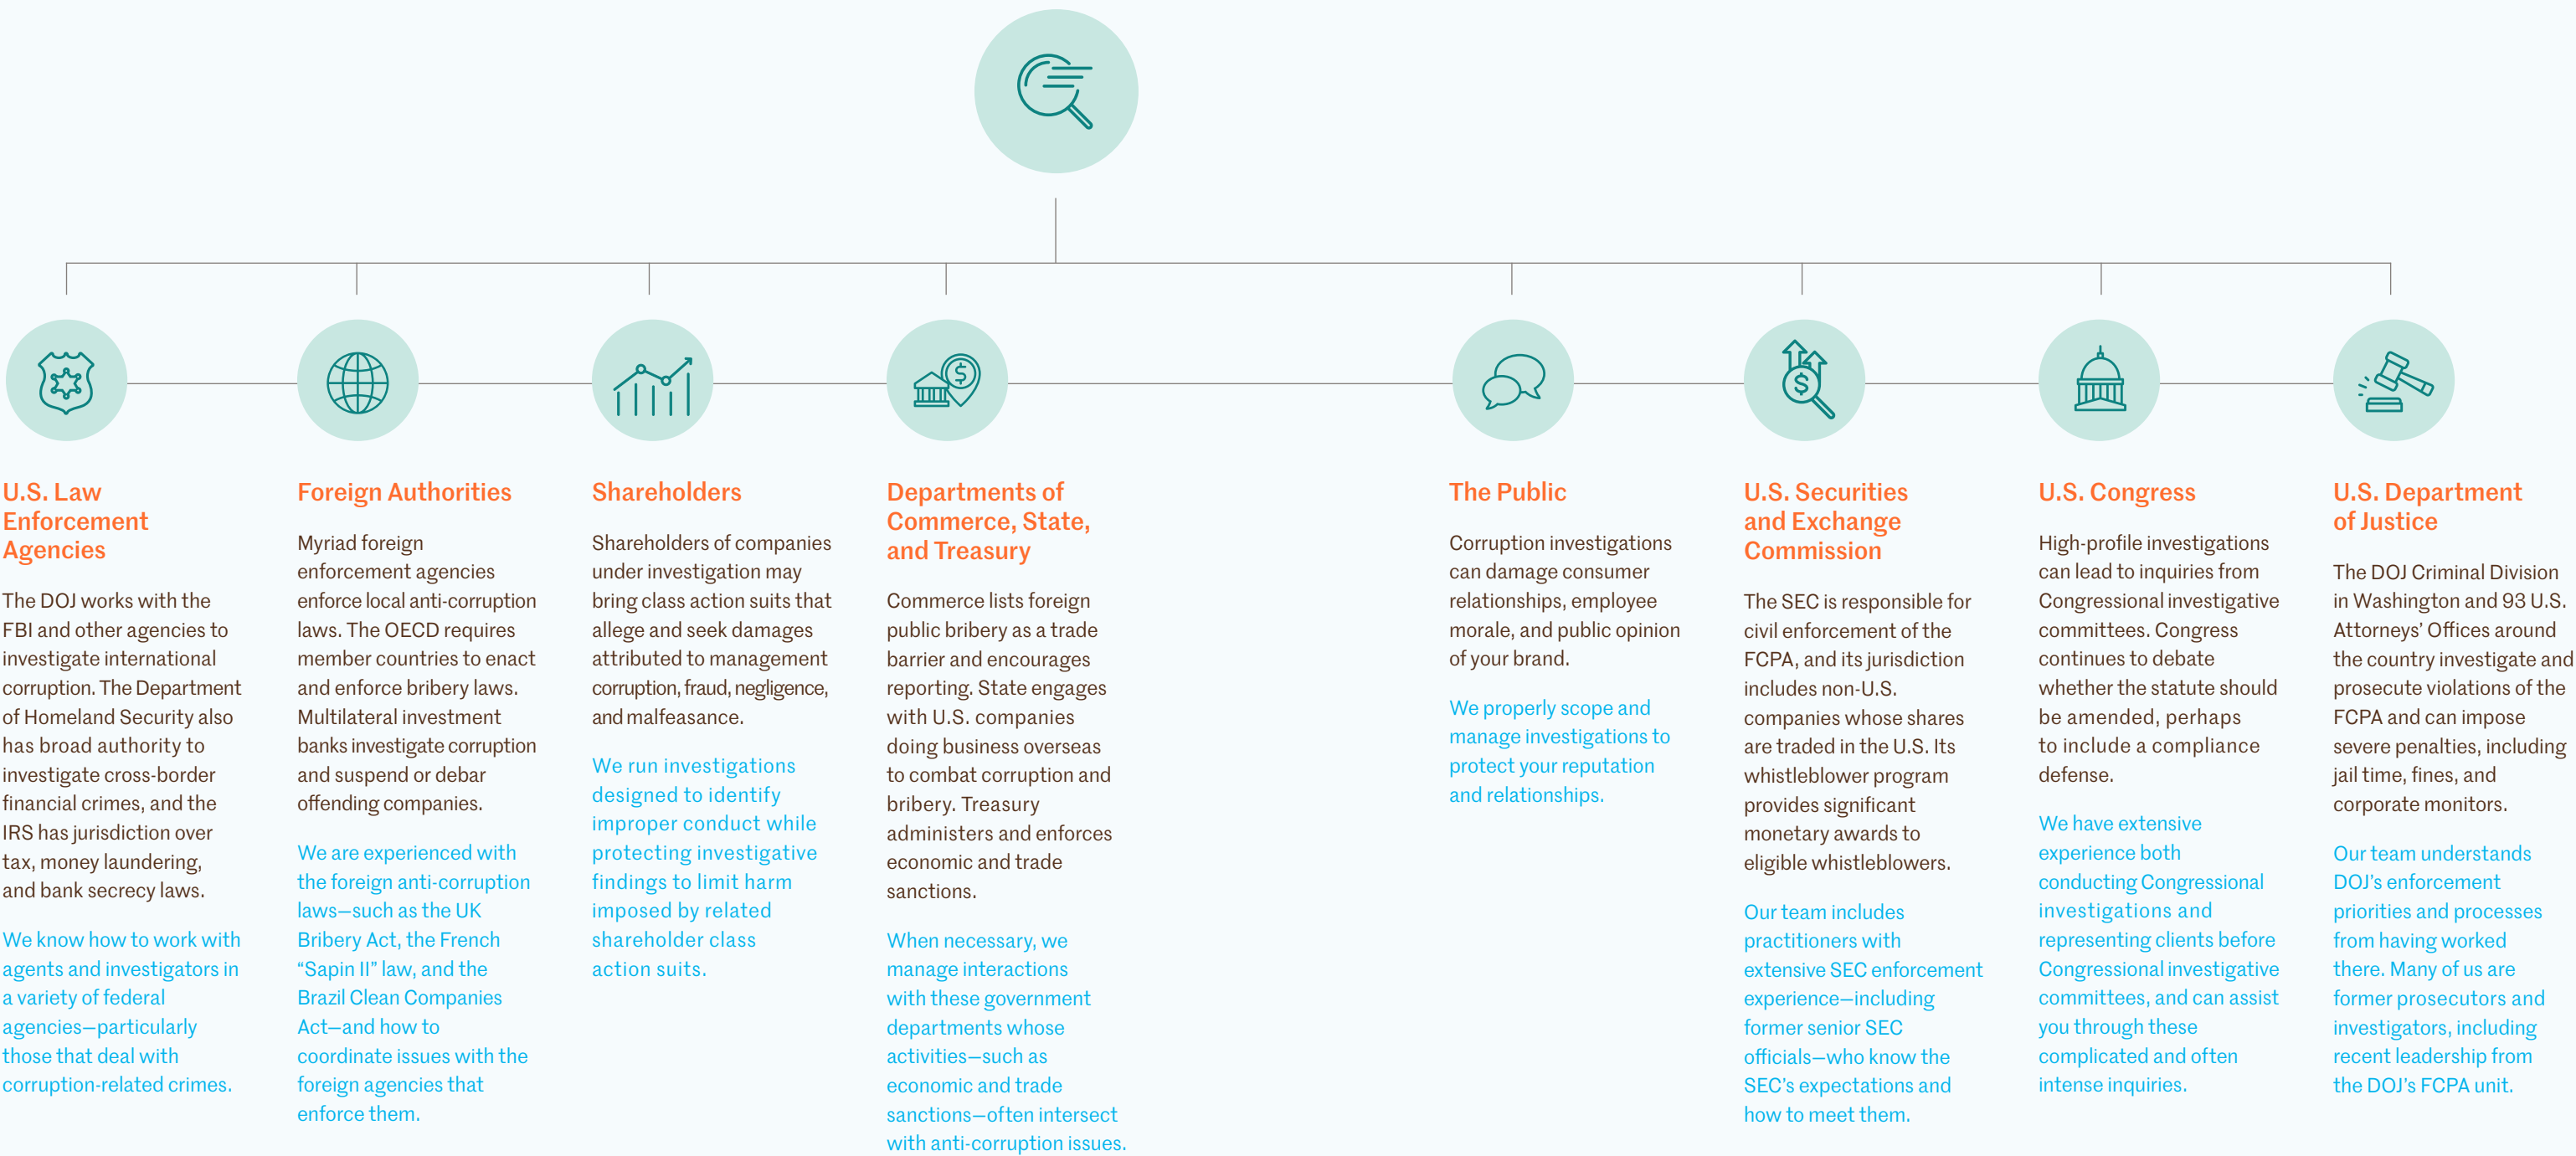 U.S. Law
Enforcement
Agencies
The DOJ works with the
FBI and other agencies to
investigate international
corruption. The Department
of Homeland Security also
has broad authority to
investigate cross-border
financial crimes, and the
IRS has jurisdiction over
tax, money laundering,
and bank secrecy laws.
We know how to work with
agents and investigators in
a variety of federal
agencies—particularly
those that deal with
corruption-related crimes.
Foreign Authorities
Myriad foreign
enforcement agencies
enforce local anti-corruption
laws. The OECD requires
member countries to enact
and enforce bribery laws.
Multilateral investment
banks investigate corruption
and suspend or debar
offending companies.
We are experienced with
the foreign anti-corruption
laws—such as the UK
Bribery Act, the French
“Sapin II” law, and the
Brazil Clean Companies
Act—and how to
coordinate issues with the
foreign agencies that
enforce them.
Shareholders
Shareholders of companies
under investigation may
bring class action suits that
allege and seek damages
attributed to management
corruption, fraud, negligence,
and malfeasance.
We run investigations
designed to identify
improper conduct while
protecting investigative
findings to limit harm
imposed by related
shareholder class
action suits.
Departments of
Commerce, State,
and Treasury
Commerce lists foreign
public bribery as a trade
barrier and encourages
reporting. State engages
with U.S. companies
doing business overseas
to combat corruption and
bribery. Treasury
administers and enforces
economic and trade
sanctions.
When necessary, we
manage interactions
with these government
departments whose
activities—such as
economic and trade
sanctions—often intersect
with anti-corruption issues.
The Public
Corruption investigations
can damage consumer
relationships, employee
morale, and public opinion
of your brand.
We properly scope and
manage investigations to
protect your reputation
and relationships.
U.S. Securities
and Exchange
Commission
The SEC is responsible for
civil enforcement of the
FCPA, and its jurisdiction
includes non-U.S.
companies whose shares
are traded in the U.S. Its
whistleblower program
provides significant
monetary awards to
eligible whistleblowers.
Our team includes
practitioners with
extensive SEC enforcement
experience—including
former senior SEC
officials—who know the
SEC’s expectations and
how to meet them.
U.S. Congress
High-profile investigations
can lead to inquiries from
Congressional investigative
committees. Congress
continues to debate
whether the statute should
be amended, perhaps
to include a compliance
defense.
We have extensive
experience both
conducting Congressional
investigations and
representing clients before
Congressional investigative
committees, and can assist
you through these
complicated and often
intense inquiries.
U.S. Department
of Justice
The DOJ Criminal Division
in Washington and 93 U.S.
Attorneys’ Offices around
the country investigate and
prosecute violations of the
FCPA and can impose
severe penalties, including
jail time, fines, and
corporate monitors.
Our team understands
DOJ’s enforcement
priorities and processes
from having worked
there. Many of us are
former prosecutors and
investigators, including
recent leadership from
the DOJ’s FCPA unit.